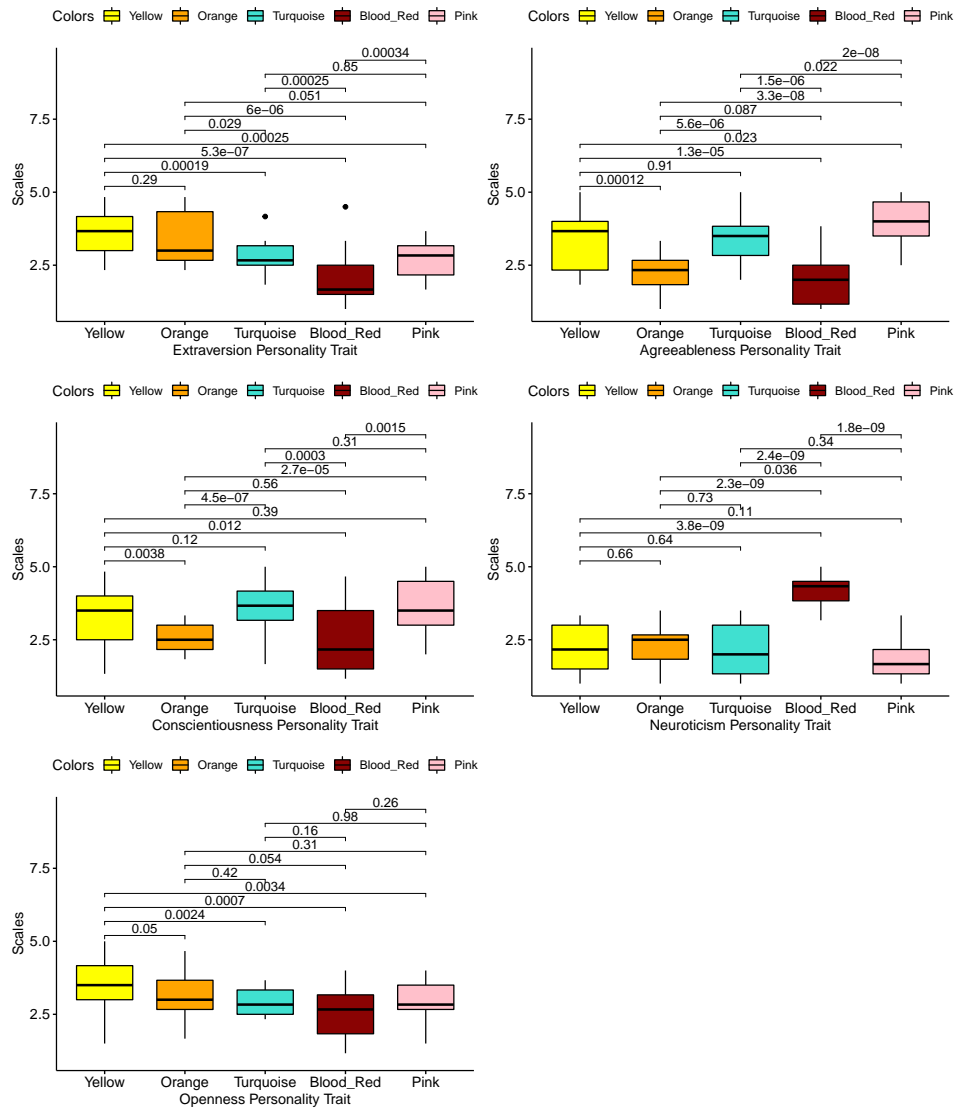 Colors Yellow Orange Turquoise Blood_Red Pink
0.00034
0.85
0.00025
0.051
6e−06
0.029
0.00025
5.3e−07
0.00019
0.29
7.5
5.0
2.5
Scales
Yellow Orange Turquoise Blood_Red Pink
Extraversion Personality Trait
Colors Yellow Orange Turquoise Blood_Red Pink
2e−08
0.022
1.5e−06
3.3e−08
0.087
5.6e−06
0.023
1.3e−05
0.91
0.00012
7.5
5.0
2.5
Scales
Yellow Orange Turquoise Blood_Red Pink
Agreeableness Personality Trait
Colors Yellow Orange Turquoise Blood_Red Pink
0.0015
0.31
0.0003
2.7e−05
0.56
4.5e−07
0.39
0.012
0.12
0.0038
7.5
5.0
2.5
Scales
Yellow Orange Turquoise Blood_Red Pink
Conscientiousness Personality Trait
Colors Yellow Orange Turquoise Blood_Red Pink
1.8e−09
0.34
2.4e−09
0.036
2.3e−09
0.73
0.11
3.8e−09
0.64
0.66
7.5
5.0
2.5
Scales
Yellow Orange Turquoise Blood_Red Pink
Neuroticism Personality Trait
Colors Yellow Orange Turquoise Blood_Red Pink
0.26
0.98
0.16
0.31
0.054
0.42
0.0034
0.0007
0.0024
0.05
7.5
5.0
2.5
Scales
Yellow Orange Turquoise Blood_Red Pink
Openness Personality Trait